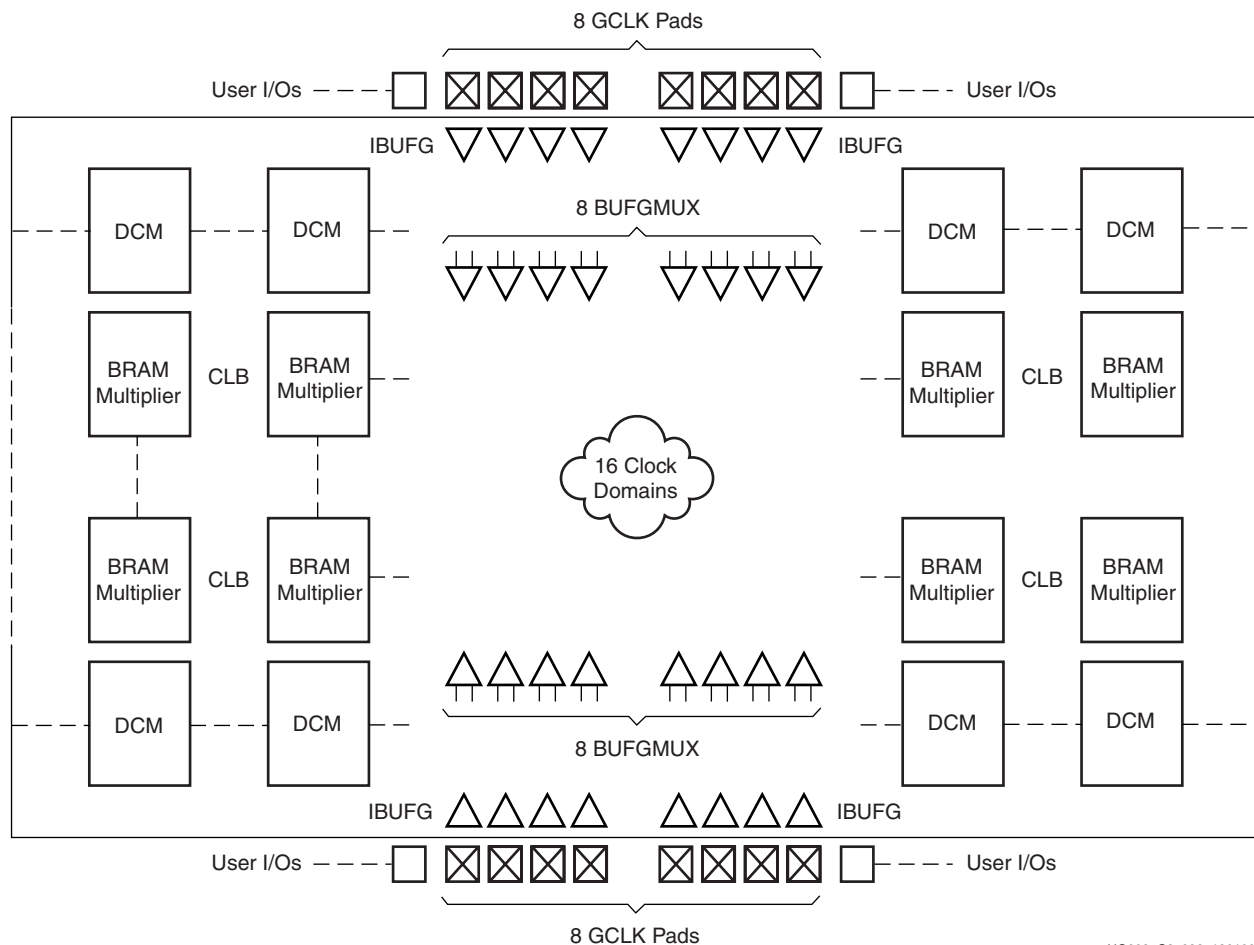 8 GCLK Pads
User I/Os
User I/Os
IBUFG
IBUFG
8 BUFGMUX
DCM
DCM
DCM
DCM
BRAM
Multiplier
CLB
BRAM
Multiplier
BRAM
Multiplier
CLB
BRAM
Multiplier
16 Clock
Domains
BRAM
Multiplier
CLB
BRAM
Multiplier
BRAM
Multiplier
CLB
BRAM
Multiplier
DCM
DCM
DCM
DCM
8 BUFGMUX
IBUFG
IBUFG
User I/Os
User I/Os
8 GCLK Pads